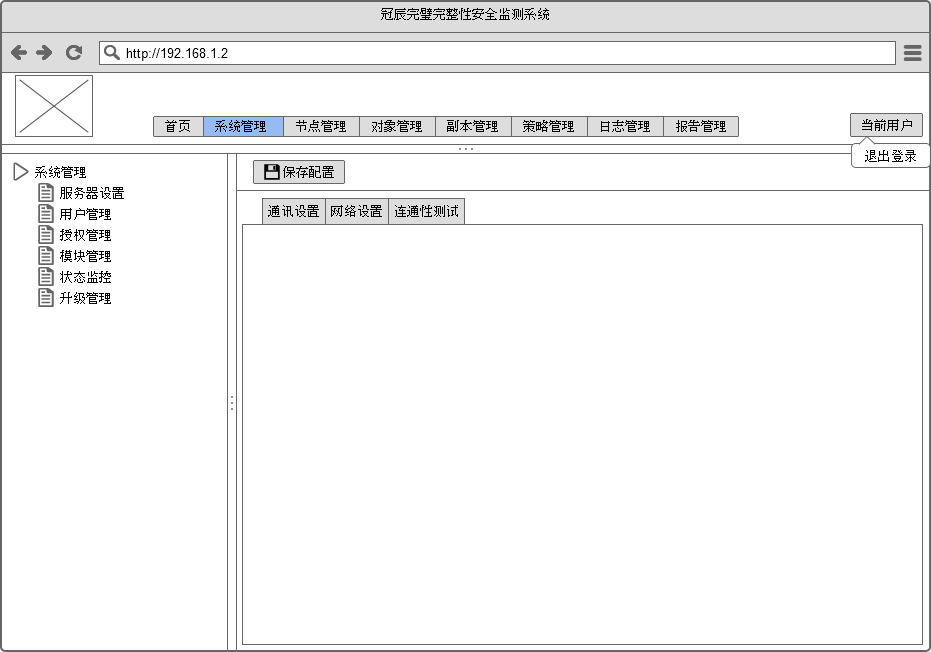 冠辰完璧完整性安全监测系统
http://192.168.1.2
首页 系统管理 节点管理 对象管理 副本管理 策略管理 日志管理 报告管理 当前用户
退出登录
系统管理
服务器设置
用户管理
授权管理
模块管理
状态监控
升级管理
保存配置
通讯设置 网络设置 连通性测试